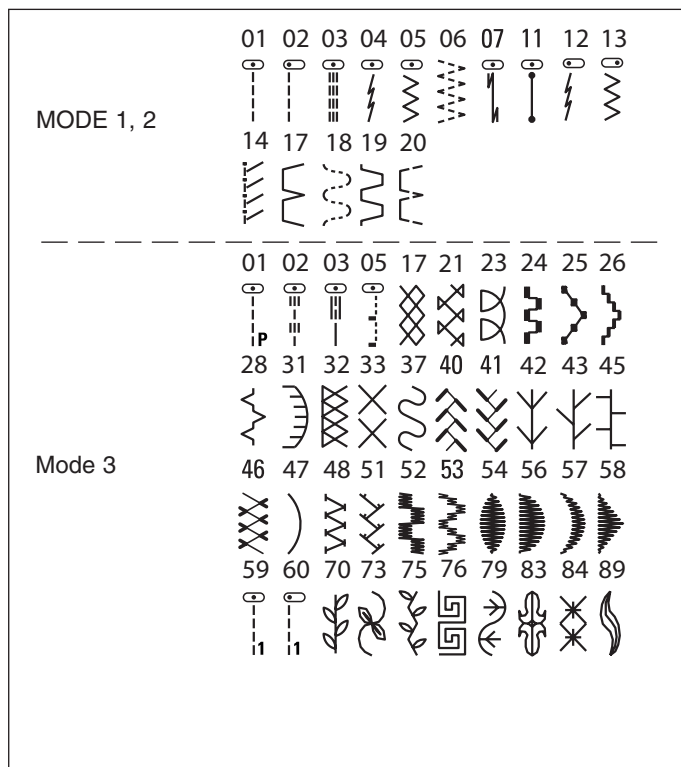 01 02 03 04 05 06 07 11 12 13
MODE 1, 2
14 17 18 19 20
01 02 03 05 17 21 23 24 25 26
P
28 31 32 33 37 40 41 42 43 45
Mode 3
46 47 48 51 52 53 54 56 57 58
59 60 70 73 75 76 79 83 84 89
1 1